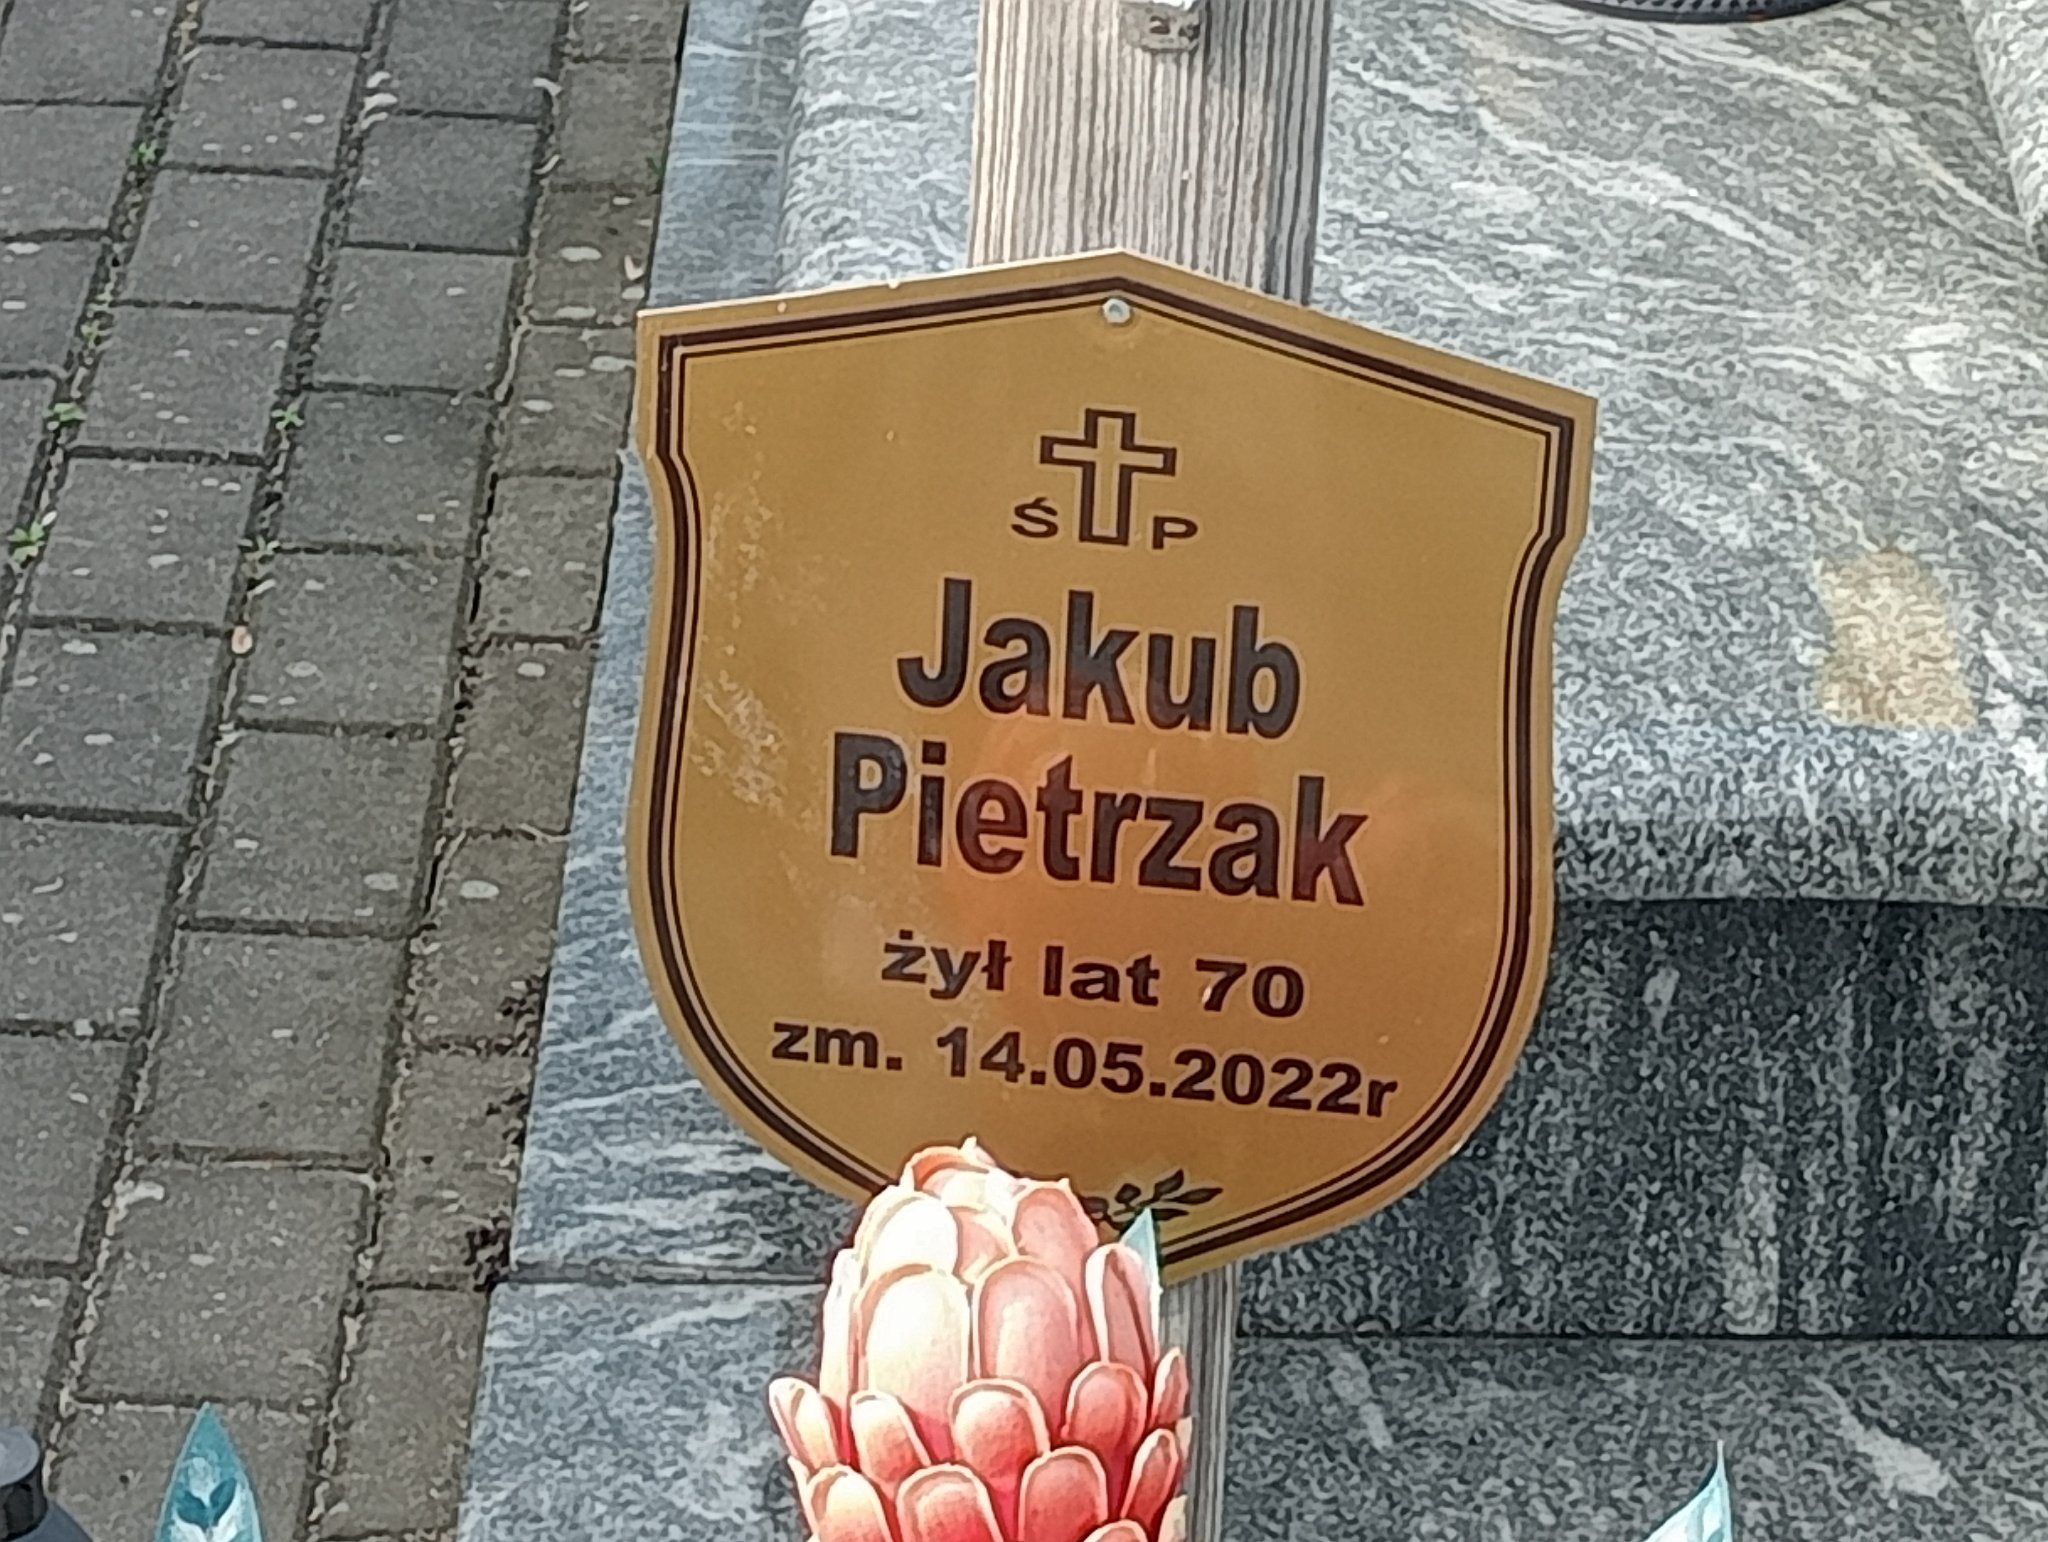 Ś P
Jakub
Pietrzak
żył lat 70
zm. 14.05.2022r